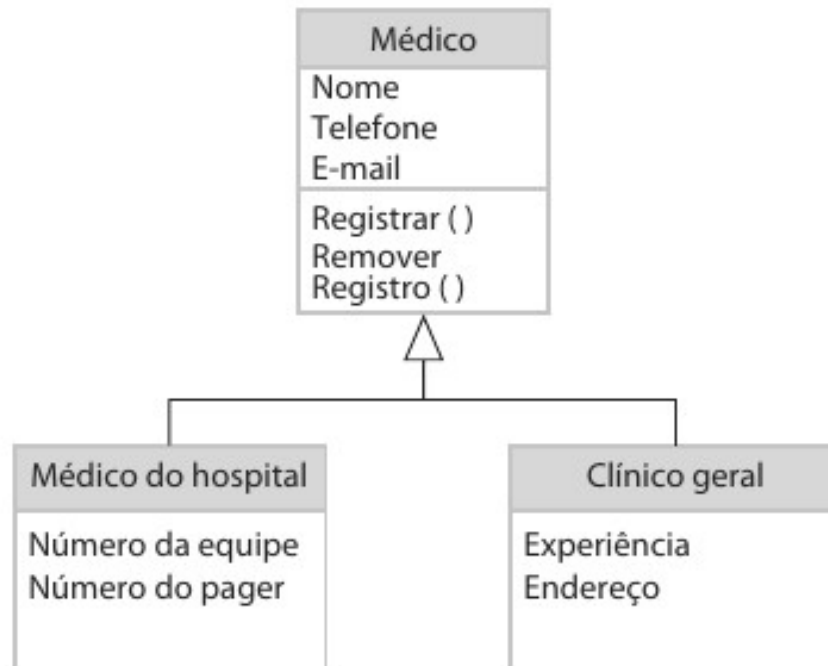 Médico
Nome
Telefone
E-mail
Registrar ( )
Remover
Registro ( )
Médico do hospital
Número da equipe
Número do pager
Clínico geral
Experiência
Endereço